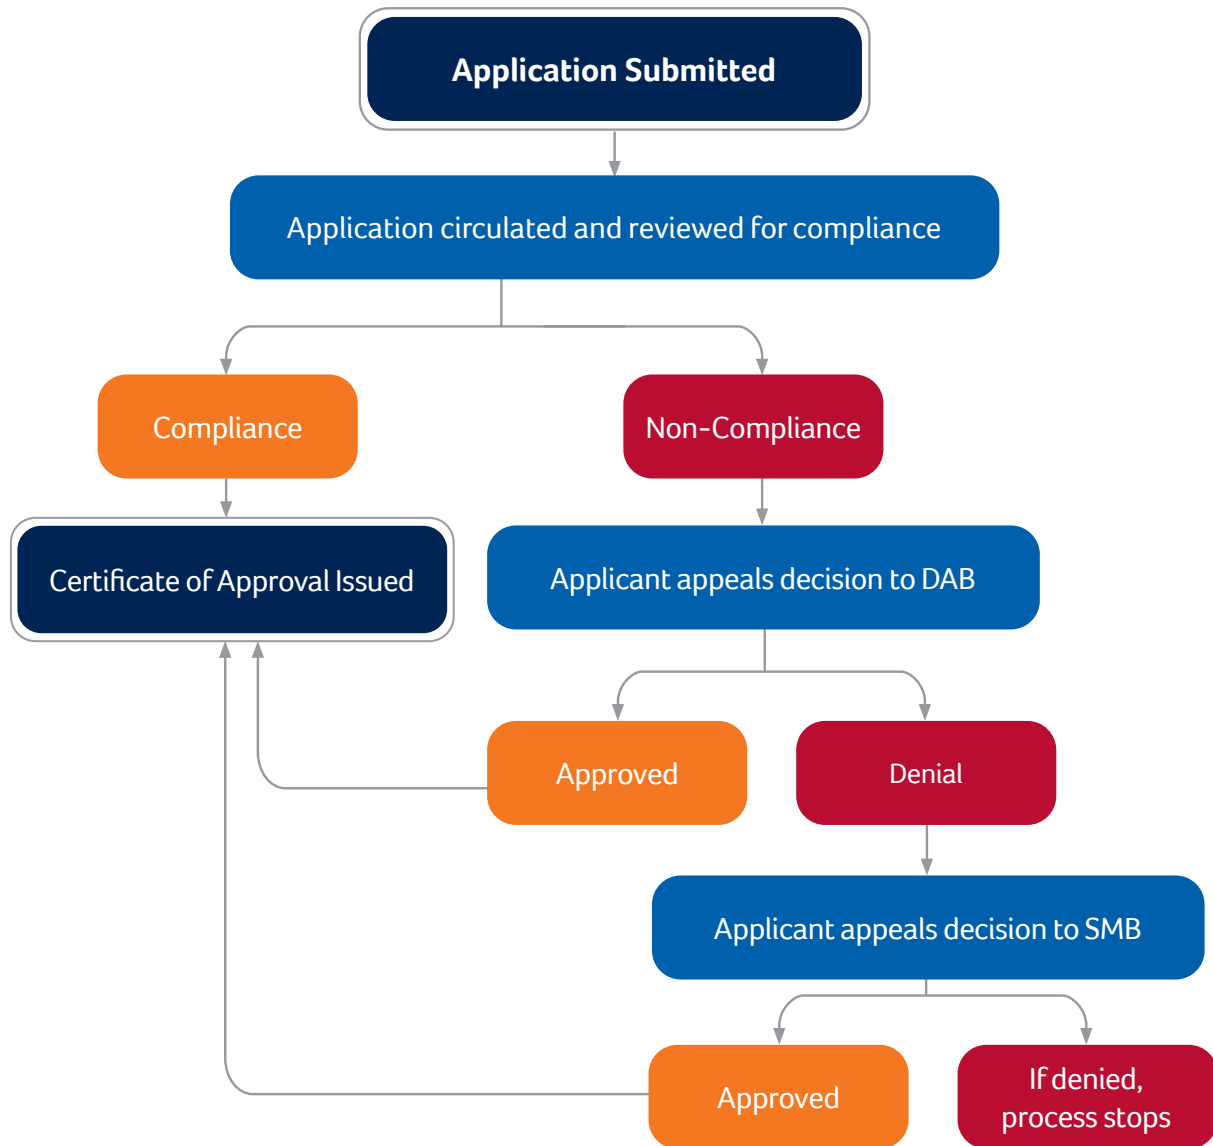 Application Submitted
Application circulated and reviewed for compliance
Compliance
Non-Compliance
Certificate of Approval Issued
Applicant appeals decision to DAB
Approved
Denial
Applicant appeals decision to SMB
Approved
If denied,
process stops